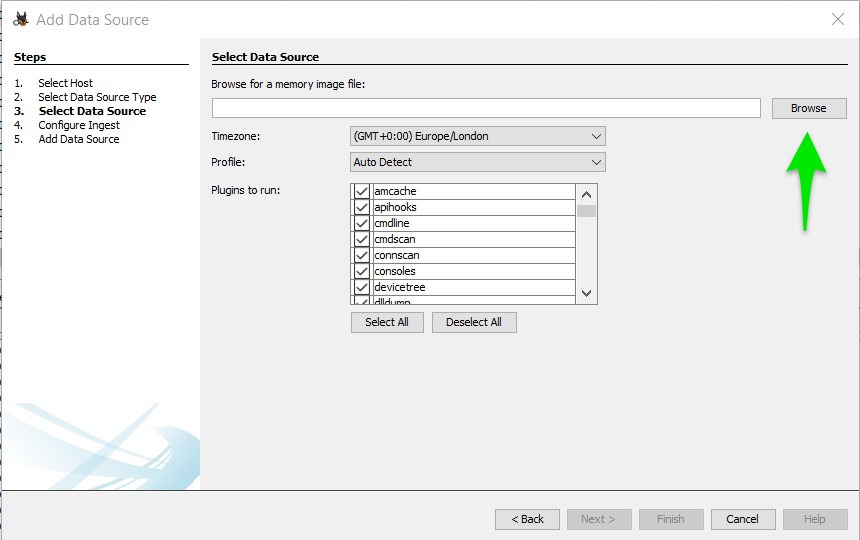 Add Data Source
Steps
1. Select Host
2. Select Data Source Type
3. Select Data Source
4. Configure Ingest
5. Add Data Source
Select Data Source
Browse for a memory image file:
Browse
Timezone: (GMT+0:00) Europe/London
Profile: Auto Detect
Plugins to run:
amcache
apihooks
cmdline
cmdscan
connscan
consoles
devicetree
dlldump
Select All Deselect All
< Back Next > Finish Cancel Help